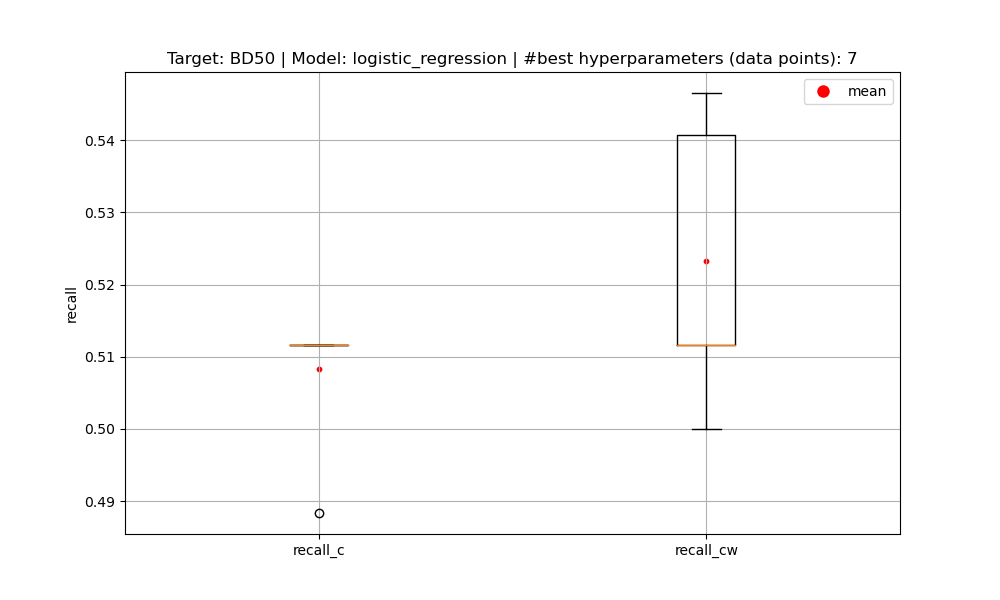 Target: BD50 | Model: logistic_regression | #best hyperparameters (data points): 7
mean
0.54
0.53
0.52
0.51
0.50
0.49
recall
recall_c
recall_cw